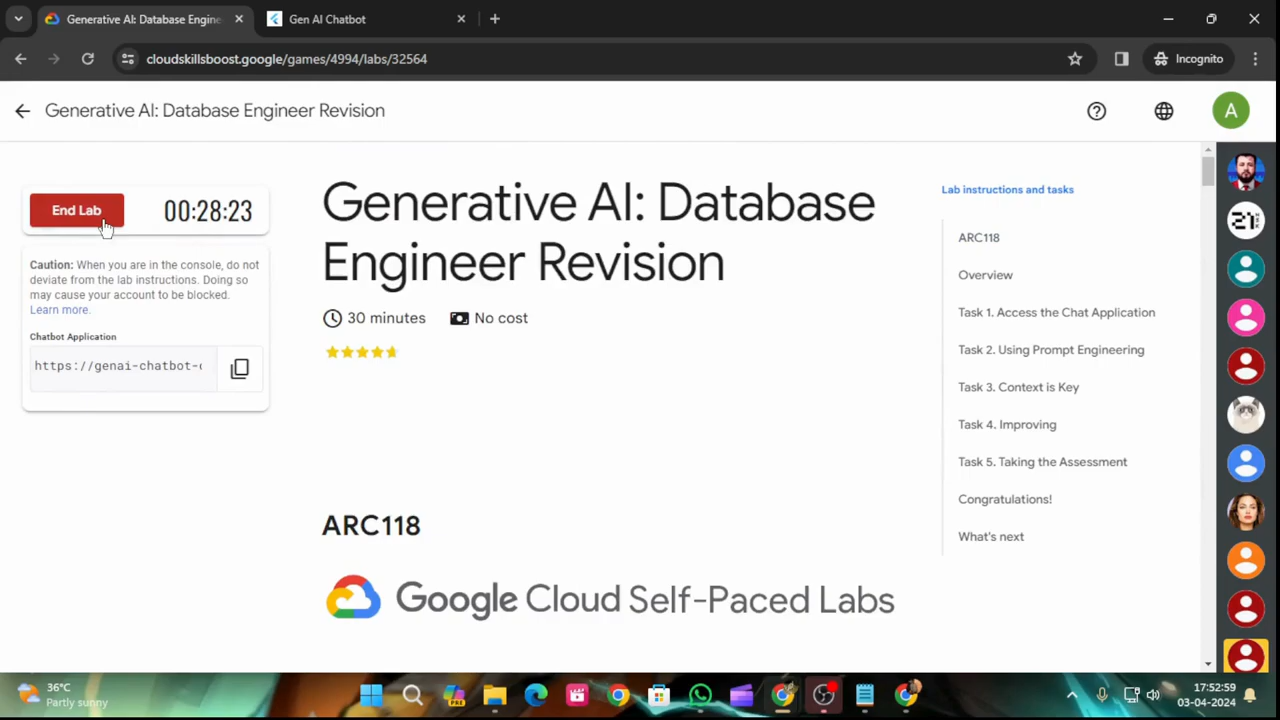 Generative AI: Database Engine
Gen AI Chatbot
cloudskillsboost.google/games/4994/labs/32564
Incognito
Generative AI: Database Engineer Revision
A
End Lab
00:28:23
Caution: When you are in the console, do not
deviate from the lab instructions. Doing so
may cause your account to be blocked.
Learn more.
Chatbot Application
https://genai-chatbot-c
Generative AI: Database
Engineer Revision
30 minutes
No cost
ARC118
Google Cloud Self-Paced Labs
Lab instructions and tasks
ARC118
Overview
Task 1. Access the Chat Application
Task 2. Using Prompt Engineering
Task 3. Context is Key
Task 4. Improving
Task 5. Taking the Assessment
Congratulations!
What's next
21
36°C
Partly sunny
PRE
17:52:59
03-04-2024